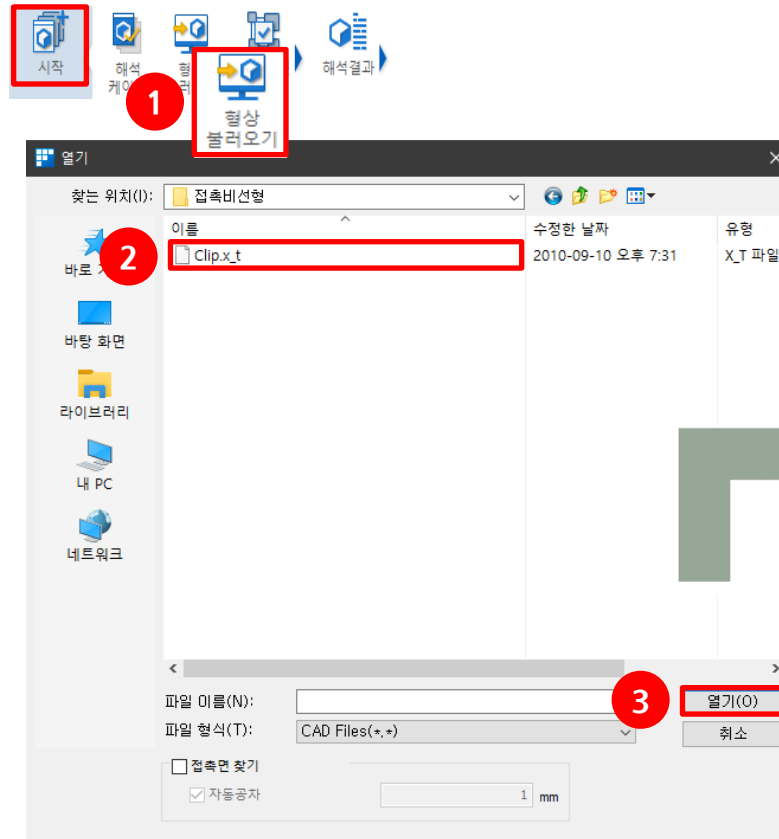 시작
해석
케이
형
러
해석결과
1
형상
불러오기
열기
찾는 위치(I):
접촉비선형
이름
수정한 날짜
유형
2
Clip.x_t
2010-09-10 오후 7:31
X_T 파일
바로
바탕 화면
라이브러리
내 PC
네트워크
파일 이름(N):
3
열기(O)
파일 형식(T):
CAD Files(*.*)
취소
접촉면 찾기
자동공차
1 mm